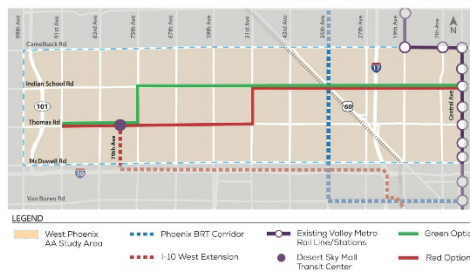 99th Ave
91st Ave
83rd Ave
75th Ave
67th Ave
59th Ave
51st Ave
43rd Ave
35th Ave
27th Ave
19th Ave
7th Ave
N
Camelback Rd
Indian School Rd
17
101
60
Central Ave
Thomas Rd
79th Ave
McDowell Rd
10
Van Buren Rd
LEGEND
West Phoenix
AA Study Area
Phoenix BRT Corridor
I-10 West Extension
Existing Valley Metro
Rail Line/Stations
Desert Sky Mall
Transit Center
Green Optio
Red Option